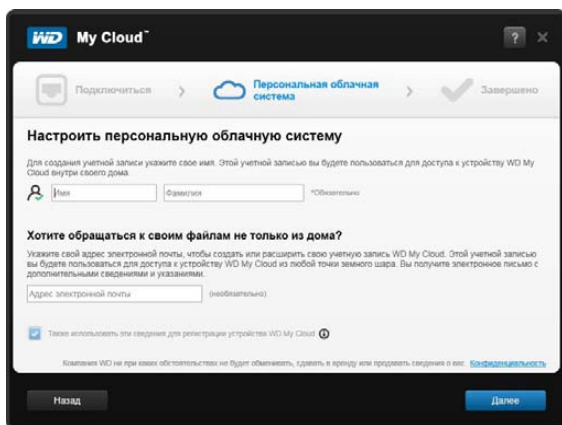 WD My Cloud™
?
Подключиться
Персональная облачная
система
Завершено
Настроить персональную облачную систему
Для создания учетной записи укажите свое имя. Этой учетной записью вы будете пользоваться для доступа к устройству WD My
Cloud внутри своего дома.
Имя
Фамилия
*Обязательно
Хотите обращаться к своим файлам не только из дома?
Укажите свой адрес электронной почты, чтобы создать или расширить свою учетную запись WD My Cloud. Этой учетной записью
вы будете пользоваться для доступа к устройству WD My Cloud из любой точки земного шара. Вы получите электронное письмо с
дополнительными сведениями и указаниями.
Адрес электронной почты
(необязательно)
Также использовать эти сведения для регистрации устройства WD My Cloud
Компания WD ни при каких обстоятельствах не будет обменивать, сдавать в аренду или продавать сведения о вас. Конфиденциальность
Назад
Далее